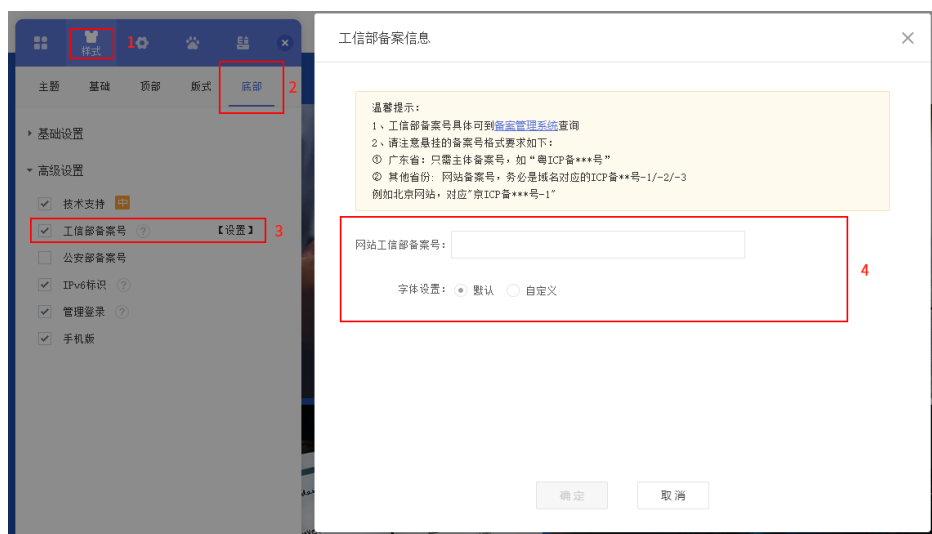 样式
1
主题 基础 顶部 版式 底部
2
基础设置
高级设置
技术支持 中
工信部备案号 ? 【设置】
3
公安部备案号
IPv6标识 ?
管理登录 ?
手机版
工信部备案信息
温馨提示：
1、工信部备案号具体可到备案管理系统查询
2、请注意悬挂的备案号格式要求如下：
① 广东省：只需主体备案号，如“粤ICP备***号”
② 其他省份：网站备案号，务必是域名对应的ICP备**号-1/-2/-3
例如北京网站，对应"京ICP备***号-1"
网站工信部备案号：
4
字体设置： 默认 自定义
确定 取消